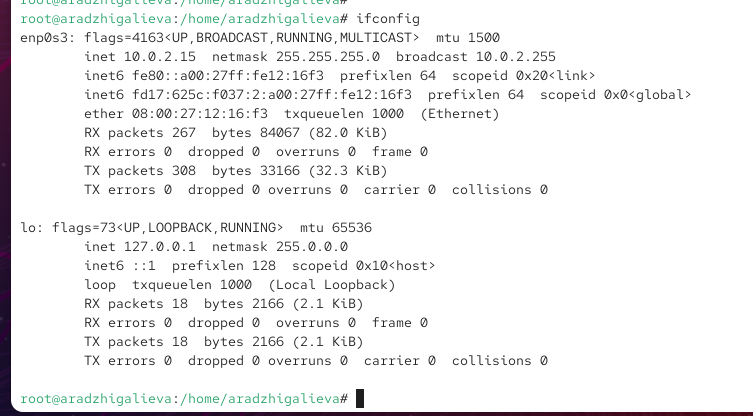 root@aradzhigalieva:/home/aradzhigalieva# ifconfig
enp0s3: flags=4163<UP,BROADCAST,RUNNING,MULTICAST>  mtu 1500
        inet 10.0.2.15  netmask 255.255.255.0  broadcast 10.0.2.255
        inet6 fe80::a00:27ff:fe12:16f3  prefixlen 64  scopeid 0x20<link>
        inet6 fd17:625c:f037:2:a00:27ff:fe12:16f3  prefixlen 64  scopeid 0x0<global>
        ether 08:00:27:12:16:f3  txqueuelen 1000  (Ethernet)
        RX packets 267  bytes 84067 (82.0 KiB)
        RX errors 0  dropped 0  overruns 0  frame 0
        TX packets 308  bytes 33166 (32.3 KiB)
        TX errors 0  dropped 0 overruns 0  carrier 0  collisions 0

lo: flags=73<UP,LOOPBACK,RUNNING>  mtu 65536
        inet 127.0.0.1  netmask 255.0.0.0
        inet6 ::1  prefixlen 128  scopeid 0x10<host>
        loop  txqueuelen 1000  (Local Loopback)
        RX packets 18  bytes 2166 (2.1 KiB)
        RX errors 0  dropped 0  overruns 0  frame 0
        TX packets 18  bytes 2166 (2.1 KiB)
        TX errors 0  dropped 0 overruns 0  carrier 0  collisions 0

root@aradzhigalieva:/home/aradzhigalieva#